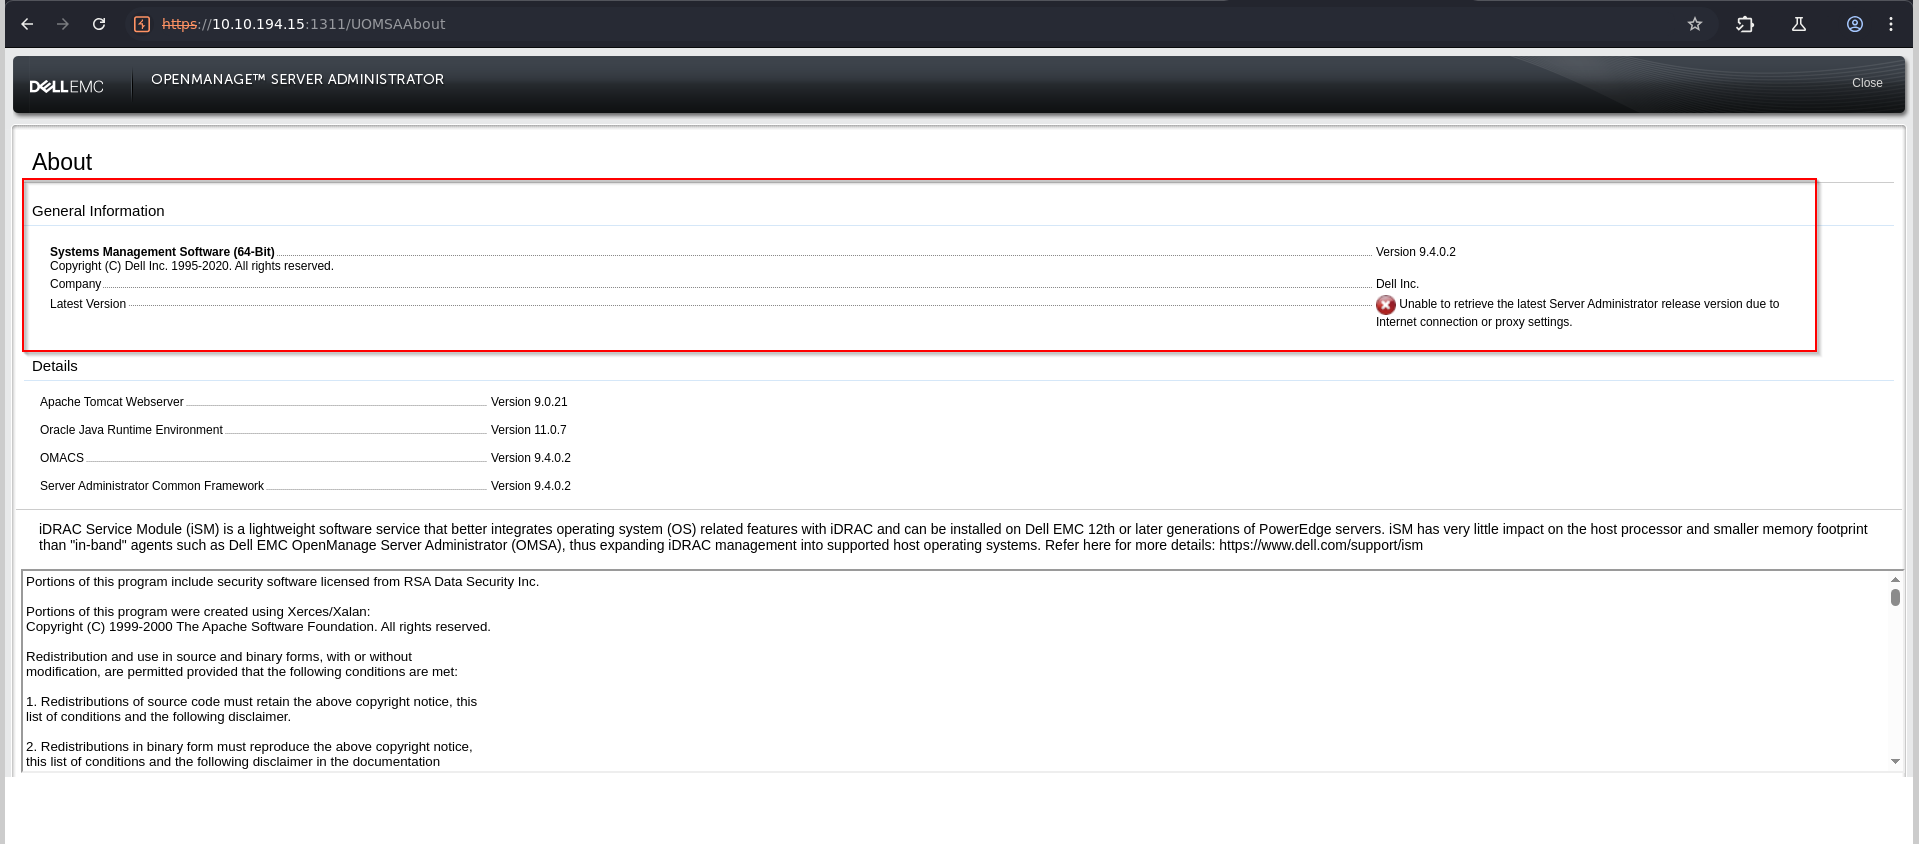 https://10.10.194.15:1311/UOMSAAbout
DELLEMC
OPENMANAGE™ SERVER ADMINISTRATOR
Close
About
General Information
Systems Management Software (64-Bit) Version 9.4.0.2
Copyright (C) Dell Inc. 1995-2020. All rights reserved.
Company Dell Inc.
Latest Version Unable to retrieve the latest Server Administrator release version due to
Internet connection or proxy settings.
Details
Apache Tomcat Webserver Version 9.0.21
Oracle Java Runtime Environment Version 11.0.7
OMACS Version 9.4.0.2
Server Administrator Common Framework Version 9.4.0.2
iDRAC Service Module (iSM) is a lightweight software service that better integrates operating system (OS) related features with iDRAC and can be installed on Dell EMC 12th or later generations of PowerEdge servers. iSM has very little impact on the host processor and smaller memory footprint
than "in-band" agents such as Dell EMC OpenManage Server Administrator (OMSA), thus expanding iDRAC management into supported host operating systems. Refer here for more details: https://www.dell.com/support/ism
Portions of this program include security software licensed from RSA Data Security Inc.
Portions of this program were created using Xerces/Xalan:
Copyright (C) 1999-2000 The Apache Software Foundation. All rights reserved.
Redistribution and use in source and binary forms, with or without
modification, are permitted provided that the following conditions are met:
1. Redistributions of source code must retain the above copyright notice, this
list of conditions and the following disclaimer.
2. Redistributions in binary form must reproduce the above copyright notice,
this list of conditions and the following disclaimer in the documentation